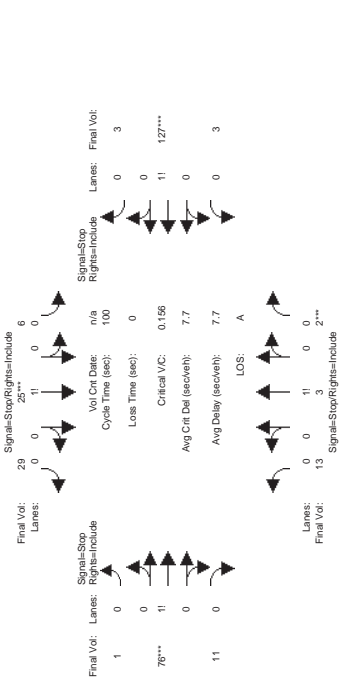 Signal=Stop/Rights=Include
Final Vol: 29 25*** 6
Lanes: 0 0 1! 0 0
Signal=Stop
Rights=Include
Final Vol: Lanes:
1 0
0
76*** 1!
0
11 0
Vol Cnt Date: n/a
Cycle Time (sec): 100
Loss Time (sec): 0
Critical V/C: 0.156
Avg Crit Del (sec/veh): 7.7
Avg Delay (sec/veh): 7.7
LOS: A
Signal=Stop
Rights=Include
Lanes: Final Vol:
0 3
0
1! 127***
0
0 3
Lanes: 0 0 1! 0 0
Final Vol: 13 3 2***
Signal=Stop/Rights=Include